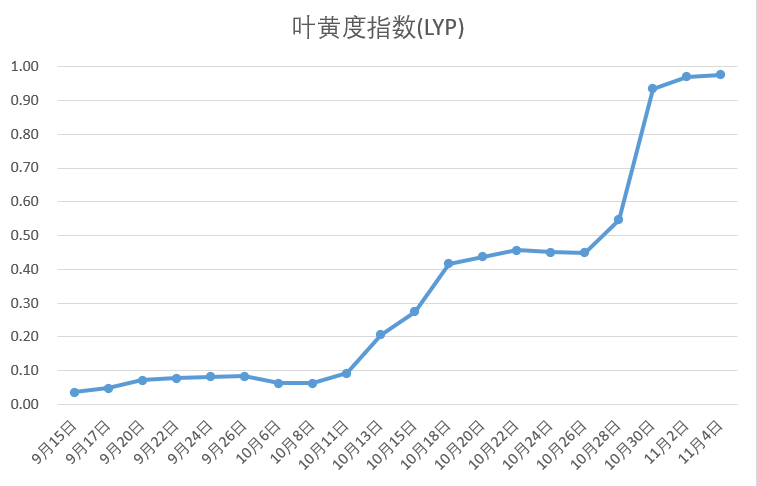 叶黄度指数(LYP)
1.00
0.90
0.80
0.70
0.60
0.50
0.40
0.30
0.20
0.10
0.00
9月15日
9月17日
9月20日
9月22日
9月24日
9月26日
10月6日
10月8日
10月11日
10月13日
10月15日
10月18日
10月20日
10月22日
10月24日
10月26日
10月28日
10月30日
11月2日
11月4日